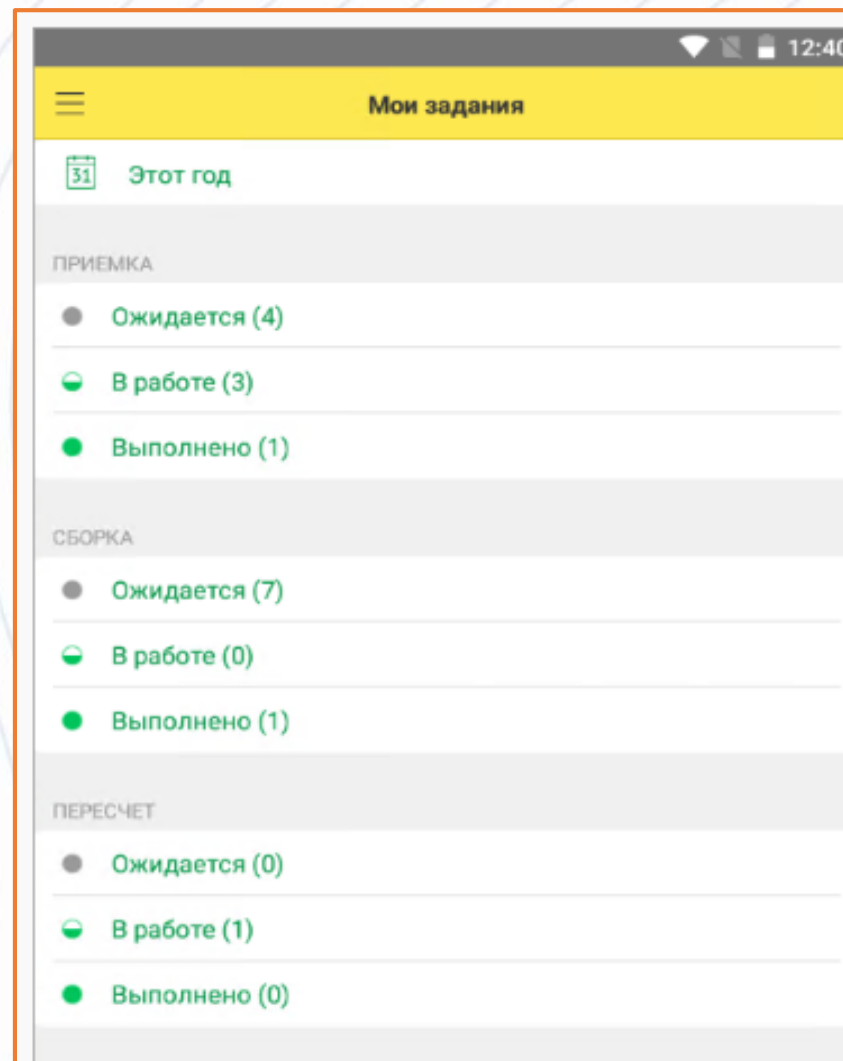 12:40
Мои задания
31 Этот год
ПРИЕМКА
Ожидается (4)
В работе (3)
Выполнено (1)
СБОРКА
Ожидается (7)
В работе (0)
Выполнено (1)
ПЕРЕСЧЕТ
Ожидается (0)
В работе (1)
Выполнено (0)